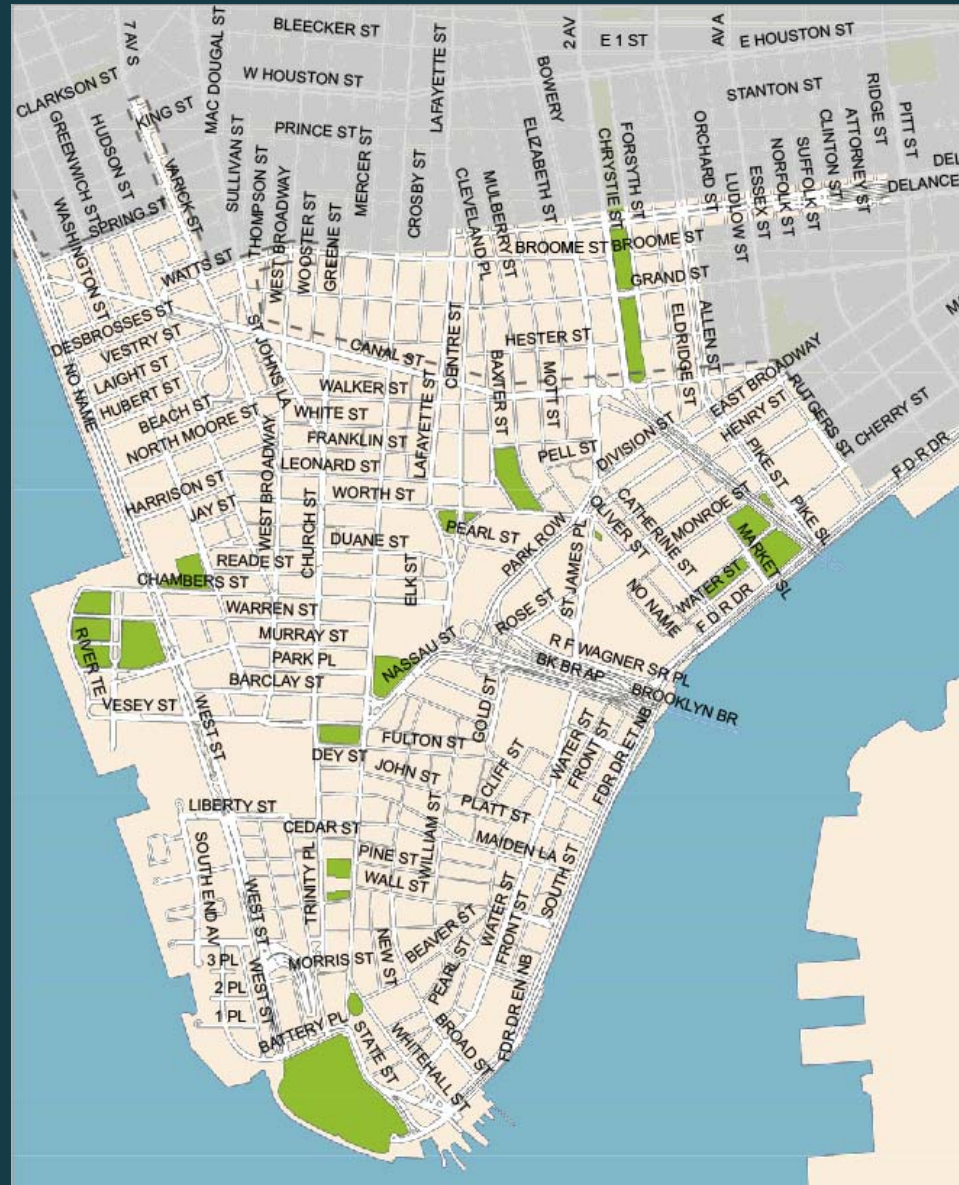 7 AV S
BLEECKER ST
MAC DOUGAL ST
LAFAYETTE ST
2 AV
E 1 ST
AV A
E HOUSTON ST
CLARKSON ST
W HOUSTON ST
BOWERY
STANTON ST
RIDGE ST
PITT ST
GREENWICH ST
HUDSON ST
KING ST
SULLIVAN ST
PRINCE ST
MERCER ST
CROSBY ST
ELIZABETH ST
CHRYSTIE ST
FORSYTH ST
ORCHARD ST
LUDLOW ST
ESSEX ST
NORFOLK ST
SUFFOLK ST
CLINTON ST
ATTORNEY ST
DEL
DELANCE
WASHINGTON ST
SPRING ST
VARICK ST
THOMPSON ST
WEST BROADWAY
WOOSTER ST
GREENE ST
CLEVELAND PL
MULBERRY ST
BROOME ST
BROOME ST
WATTS ST
GRAND ST
DESBROSSES ST
VESTRY ST
LAIGHT ST
HUBERT ST
BEACH ST
NORTH MOORE ST
NO NAME
ST JOHNS LA
CANAL ST
CENTRE ST
HESTER ST
BAXTER ST
MOTT ST
ELDRIDGE ST
ALLEN ST
EAST BROADWAY
HENRY ST
RUTGERS ST
CHERRY ST
F D R DR
WALKER ST
WHITE ST
FRANKLIN ST
LEONARD ST
LAFAYETTE ST
PELL ST
DIVISION ST
PIKE ST
PIKE SL
HARRISON ST
JAY ST
WEST BROADWAY
CHURCH ST
WORTH ST
PEARL ST
DUANE ST
ELK ST
PARK ROW
OLIVER ST
CATHERINE ST
MONROE ST
MARKET SL
ST JAMES PL
READE ST
CHAMBERS ST
WARREN ST
MURRAY ST
PARK PL
BARCLAY ST
VESEY ST
RIVER TE
NASSAU ST
ROSE ST
NO NAME
WATER ST
F D R DR
R F WAGNER SR PL
BK BR AP
BROOKLYN BR
WEST ST
GOLD ST
FULTON ST
DEY ST
JOHN ST
CLIFF ST
WATER ST
FRONT ST
FDR DR ET NB
LIBERTY ST
CEDAR ST
PINE ST
WALL ST
WILLIAM ST
PLATT ST
MAIDEN LA
SOUTH END AV
WEST ST
TRINITY PL
WATER ST
FRONT ST
SOUTH ST
3 PL
2 PL
1 PL
WEST ST
MORRIS ST
NEW ST
BEAVER ST
PEARL ST
BATTERY PL
STATE ST
WHITEHALL ST
BROAD ST
FDR DR EN NB